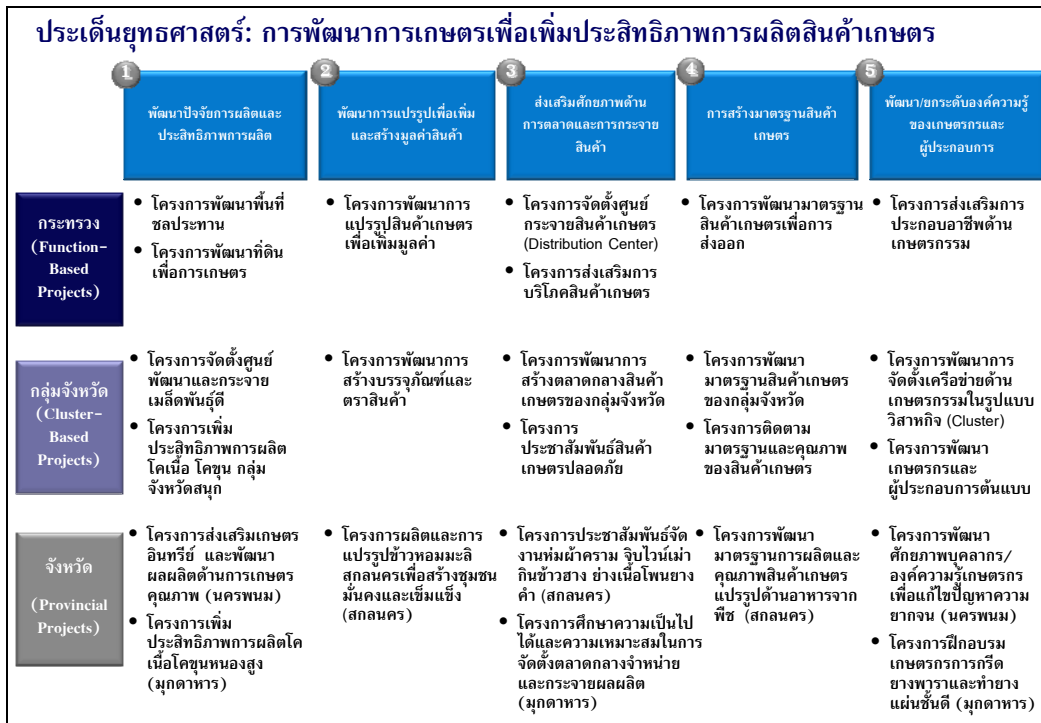 ประเด็นยุทธศาสตร์: การพัฒนาการเกษตรเพื่อเพิ่มประสิทธิภาพการผลิตสินค้าเกษตร
1
พัฒนาปัจจัยการผลิตและ
ประสิทธิภาพการผลิต
2
พัฒนาการแปรรูปเพื่อเพิ่ม
และสร้างมูลค่าสินค้า
3
ส่งเสริมศักยภาพด้าน
การตลาดและการกระจาย
สินค้า
4
การสร้างมาตรฐานสินค้า
เกษตร
5
พัฒนา/ยกระดับองค์ความรู้
ของเกษตรกรและ
ผู้ประกอบการ
กระทรวง
(Function-
Based
Projects)
• โครงการพัฒนาพื้นที่
ชลประทาน
• โครงการพัฒนาที่ดิน
เพื่อการเกษตร
• โครงการพัฒนาการ
แปรรูปสินค้าเกษตร
เพื่อเพิ่มมูลค่า
• โครงการจัดตั้งศูนย์
กระจายสินค้าเกษตร
(Distribution Center)
• โครงการส่งเสริมการ
บริโภคสินค้าเกษตร
• โครงการพัฒนามาตรฐาน
สินค้าเกษตรเพื่อการ
ส่งออก
• โครงการส่งเสริมการ
ประกอบอาชีพด้าน
เกษตรกรรม
กลุ่มจังหวัด
(Cluster-
Based
Projects)
• โครงการจัดตั้งศูนย์
พัฒนาและกระจาย
เมล็ดพันธุ์ดี
• โครงการเพิ่ม
ประสิทธิภาพการผลิต
โคเนื้อ โคขุน กลุ่ม
จังหวัดสนุก
• โครงการพัฒนาการ
สร้างบรรจุภัณฑ์และ
ตราสินค้า
• โครงการพัฒนาการ
สร้างตลาดกลางสินค้า
เกษตรของกลุ่มจังหวัด
• โครงการ
ประชาสัมพันธ์สินค้า
เกษตรปลอดภัย
• โครงการพัฒนา
มาตรฐานสินค้าเกษตร
ของกลุ่มจังหวัด
• โครงการติดตาม
มาตรฐานและคุณภาพ
ของสินค้าเกษตร
• โครงการพัฒนาการ
จัดตั้งเครือข่ายด้าน
เกษตรกรรมในรูปแบบ
วิสาหกิจ (Cluster)
• โครงการพัฒนา
เกษตรกรและ
ผู้ประกอบการต้นแบบ
จังหวัด
(Provincial
Projects)
• โครงการส่งเสริมเกษตร
อินทรีย์ และพัฒนา
ผลผลิตด้านการเกษตร
คุณภาพ (นครพนม)
• โครงการเพิ่ม
ประสิทธิภาพการผลิตโค
เนื้อโคขุนหนองสูง
(มุกดาหาร)
• โครงการผลิตและการ
แปรรูปข้าวหอมมะลิ
สกลนครเพื่อสร้างชุมชน
มั่นคงและเข็มแข็ง
(สกลนคร)
• โครงการประชาสัมพันธ์จัด
งานห่มผ้าคราม จิบไวน์เม่า
กินข้าวฮาง ย่างเนื้อโพนยาง
คำ (สกลนคร)
• โครงการศึกษาความเป็นไป
ได้และความเหมาะสมในการ
จัดตั้งตลาดกลางจำหน่าย
และกระจายผลผลิต
(มุกดาหาร)
• โครงการพัฒนา
มาตรฐานการผลิตและ
คุณภาพสินค้าเกษตร
แปรรูปด้านอาหารจาก
พืช (สกลนคร)
• โครงการพัฒนา
ศักยภาพบุคลากร/
องค์ความรู้เกษตรกร
เพื่อแก้ไขปัญหาความ
ยากจน (นครพนม)
• โครงการฝึกอบรม
เกษตรกรการกรีด
ยางพาราและทำยาง
แผ่นชั้นดี (มุกดาหาร)